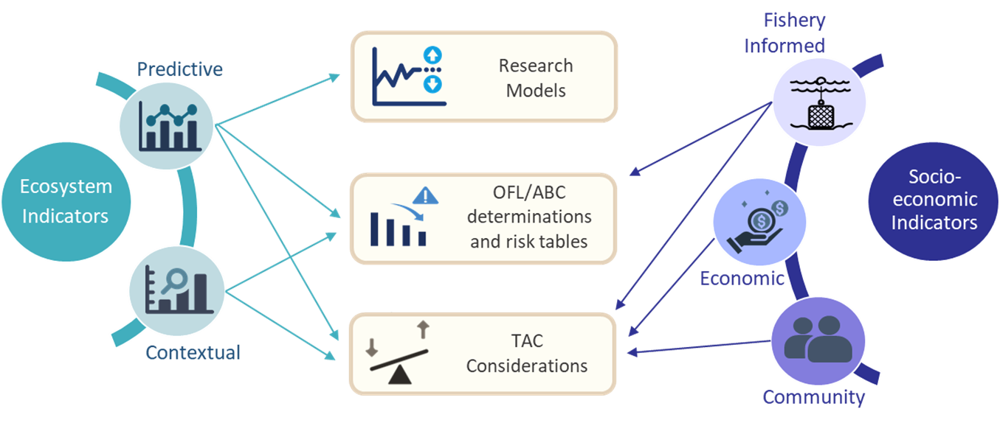 Predictive
Ecosystem
Indicators
Contextual
Research
Models
OFL/ABC
determinations
and risk tables
TAC
Considerations
Fishery
Informed
Economic
Community
Socio-
economic
Indicators